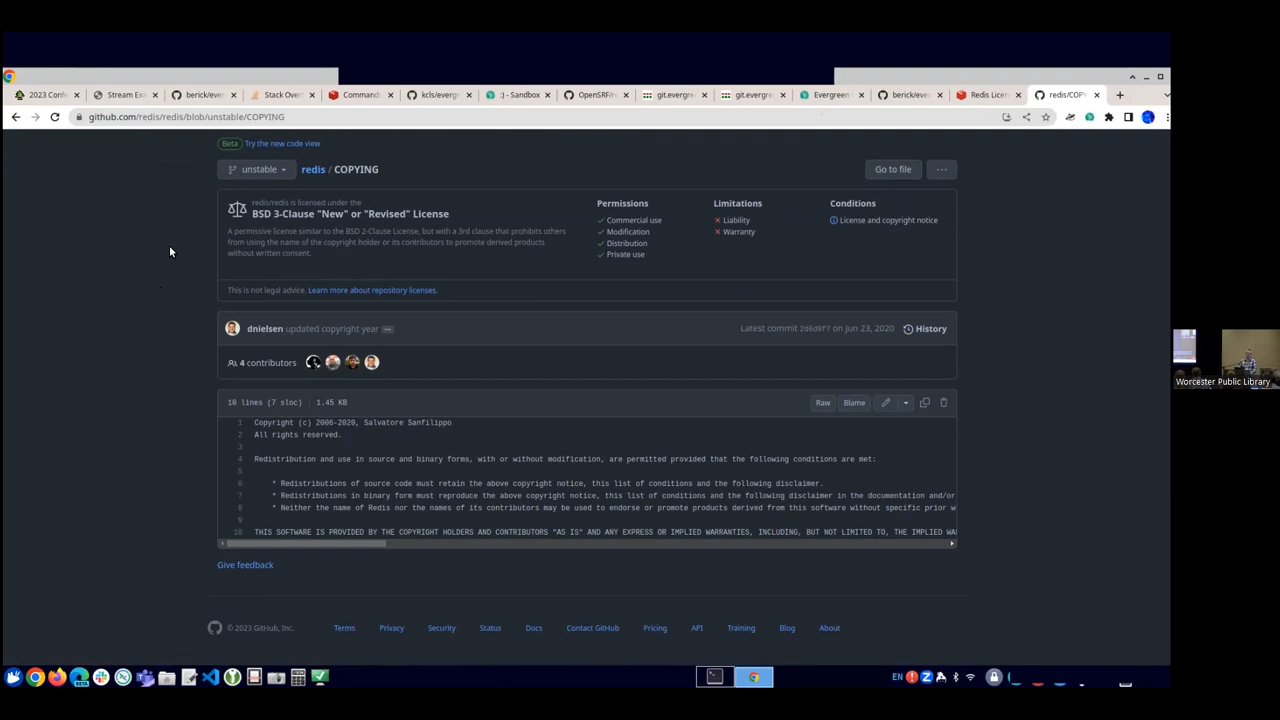 2023 Confe
Stream Exa
berick/ever
Stack Over
Commands
kcls/everg
:) - Sandbox
OpenSRF/re
git.evergree
git.evergree
Evergreen
berick/ever
Redis Licen
redis/COPY
github.com/redis/redis/blob/unstable/COPYING
Beta Try the new code view
unstable
redis / COPYING
Go to file
...
redis/redis is licensed under the
BSD 3-Clause "New" or "Revised" License
A permissive license similar to the BSD 2-Clause License, but with a 3rd clause that prohibits others
from using the name of the copyright holder or its contributors to promote derived products
without written consent.
Permissions
Commercial use
Modification
Distribution
Private use
Limitations
Liability
Warranty
Conditions
License and copyright notice
This is not legal advice. Learn more about repository licenses.
dnielsen updated copyright year ...
Latest commit 2d6d9f7 on Jun 23, 2020
History
4 contributors
10 lines (7 sloc) 1.45 KB
Raw
Blame
1 Copyright (c) 2006-2020, Salvatore Sanfilippo
2 All rights reserved.
3
4 Redistribution and use in source and binary forms, with or without modification, are permitted provided that the following conditions are met:
5
6 * Redistributions of source code must retain the above copyright notice, this list of conditions and the following disclaimer.
7 * Redistributions in binary form must reproduce the above copyright notice, this list of conditions and the following disclaimer in the documentation and/or
8 * Neither the name of Redis nor the names of its contributors may be used to endorse or promote products derived from this software without specific prior w
9
10 THIS SOFTWARE IS PROVIDED BY THE COPYRIGHT HOLDERS AND CONTRIBUTORS "AS IS" AND ANY EXPRESS OR IMPLIED WARRANTIES, INCLUDING, BUT NOT LIMITED TO, THE IMPLIED WA
Give feedback
© 2023 GitHub, Inc.
Terms
Privacy
Security
Status
Docs
Contact GitHub
Pricing
API
Training
Blog
About
EN
Worcester Public Library